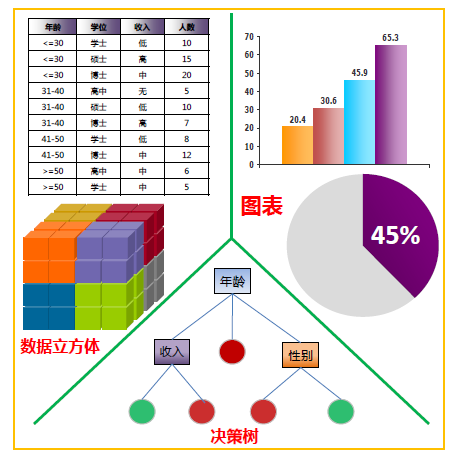 年龄 学位 收入 人数
<=30 学士 低 10
<=30 硕士 高 15
<=30 博士 中 20
31-40 高中 无 5
31-40 硕士 低 10
31-40 博士 高 7
41-50 学士 低 8
41-50 博士 中 12
>=50 高中 中 6
>=50 学士 中 5
数据立方体
70
60
50
40
30
20
10
0
20.4
30.6
45.9
65.3
图表
45%
年龄
收入
性别
决策树